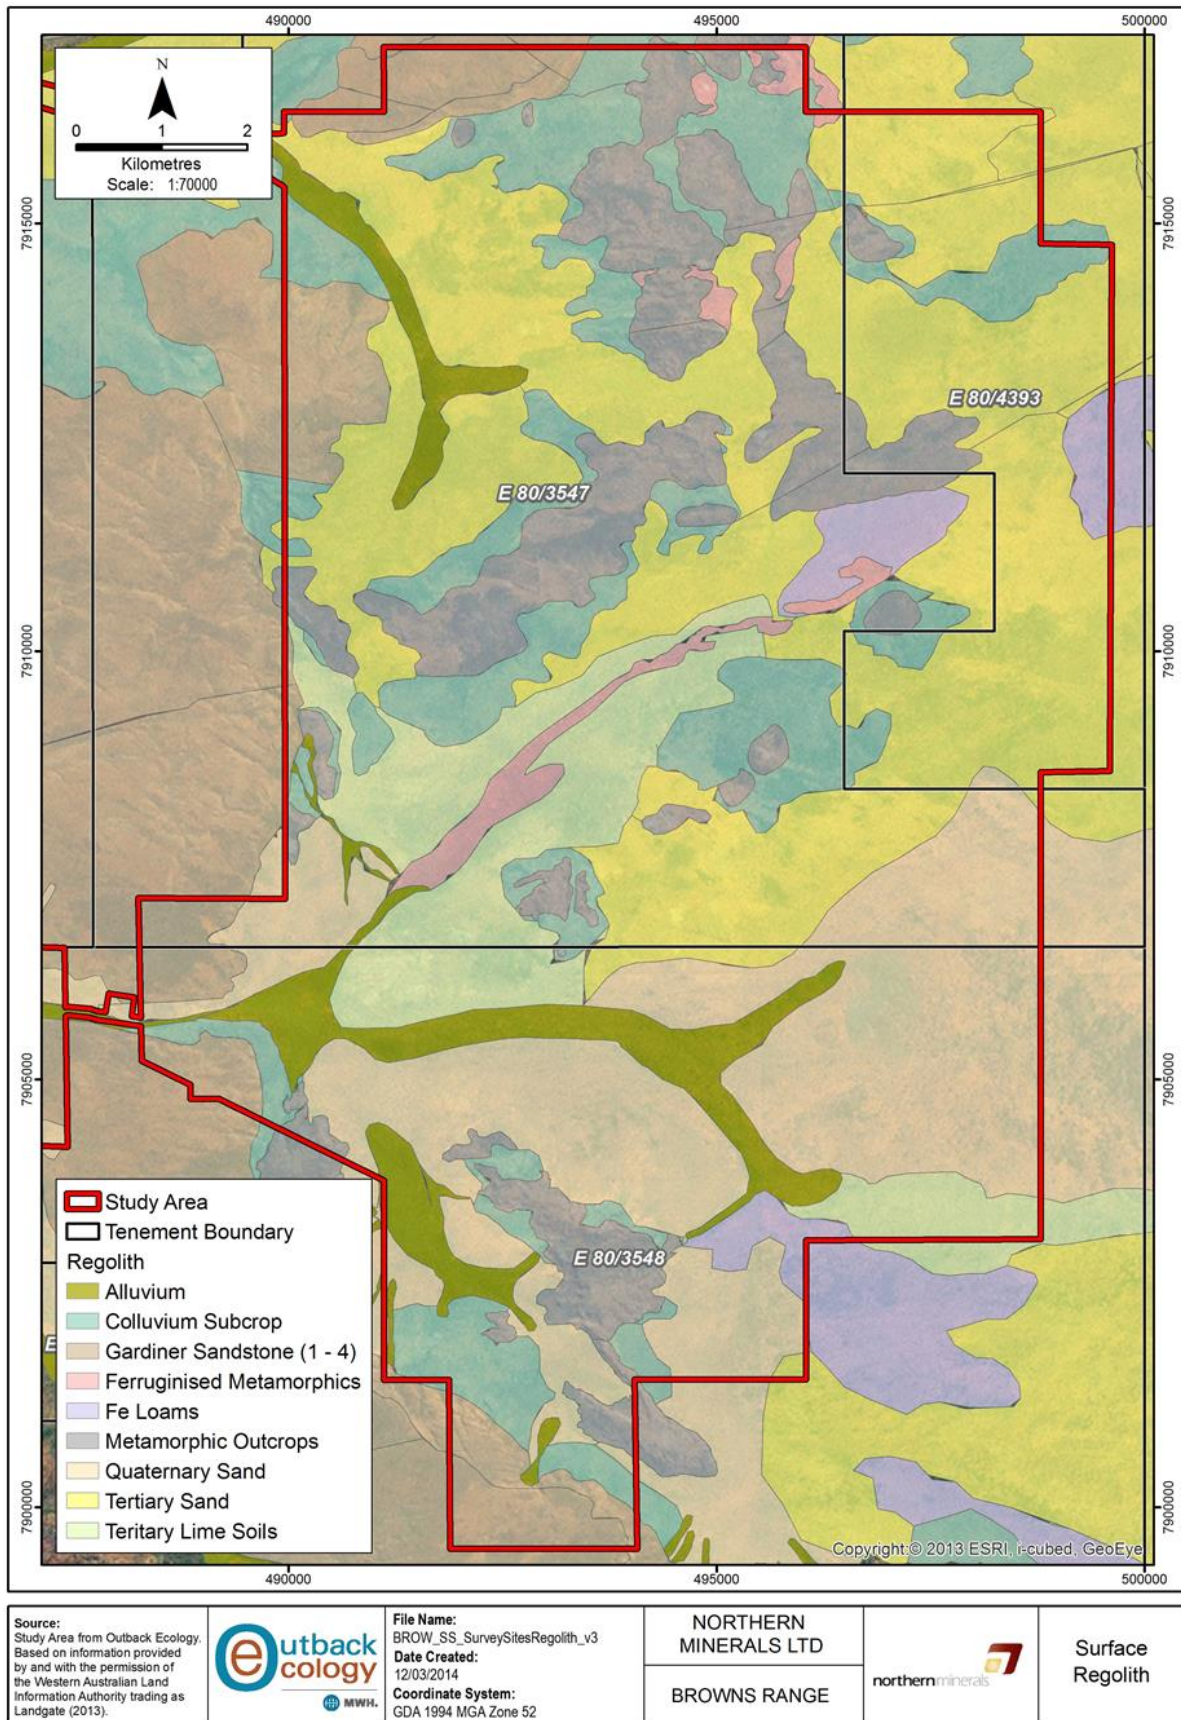 490000
495000
500000
N
0 1 2
Kilometres
Scale: 1:70000
7915000
7915000
E 80/4393
E 80/3547
7910000
7910000
7905000
7905000
E 80/3548
E
Study Area
Tenement Boundary
Regolith
Alluvium
Colluvium Subcrop
Gardiner Sandstone (1 - 4)
Ferruginised Metamorphics
Fe Loams
Metamorphic Outcrops
Quaternary Sand
Tertiary Sand
Teritary Lime Soils
7900000
7900000
Copyright:© 2013 ESRI, i-cubed, GeoEye
490000
495000
500000
Source:
Study Area from Outback Ecology.
Based on information provided
by and with the permission of
the Western Australian Land
Information Authority trading as
Landgate (2013).
Outback
ecology
MWH.
File Name:
BROW_SS_SurveySitesRegolith_v3
Date Created:
12/03/2014
Coordinate System:
GDA 1994 MGA Zone 52
NORTHERN
MINERALS LTD
BROWNS RANGE
northernminerals
Surface
Regolith